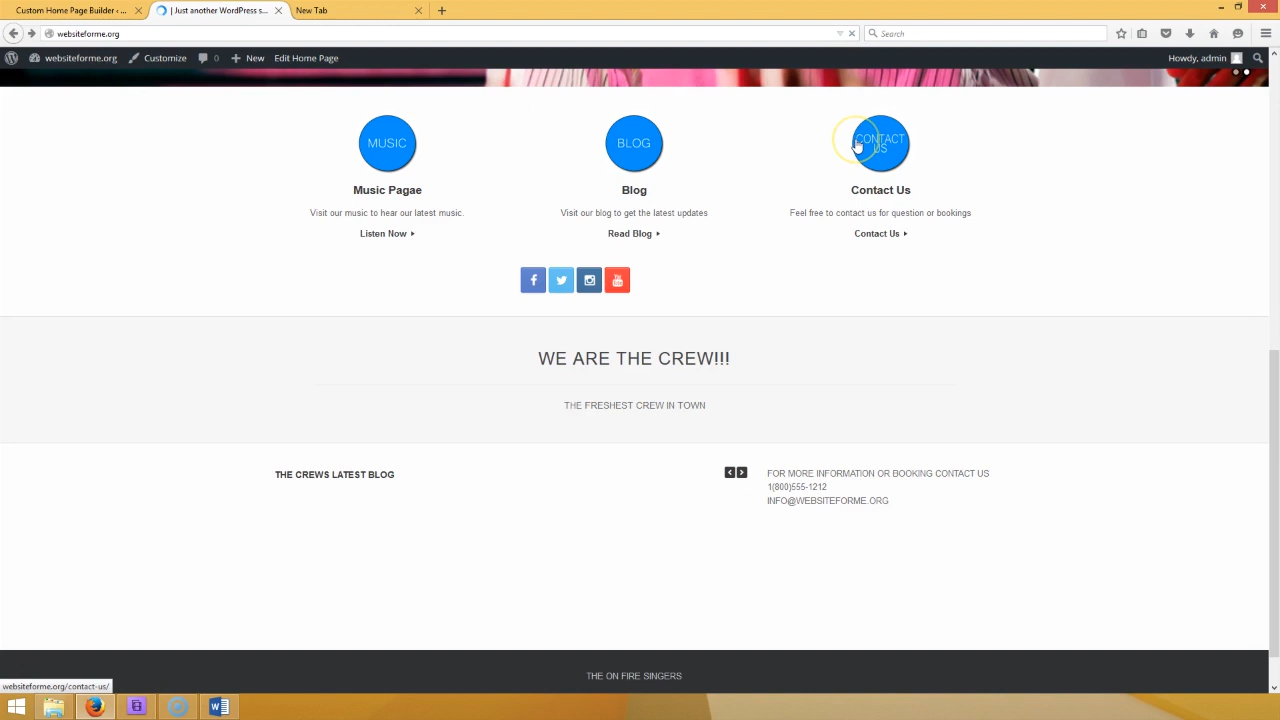 Custom Home Page Builder ‹ ...
| Just another WordPress s...
New Tab
websiteforme.org
Search
websiteforme.org
Customize
0
New
Edit Home Page
Howdy, admin
MUSIC
BLOG
CONTACT
US
Music Pagae
Blog
Contact Us
Visit our music to hear our latest music.
Visit our blog to get the latest updates
Feel free to contact us for question or bookings
Listen Now
Read Blog
Contact Us
You
Tube
WE ARE THE CREW!!!
THE FRESHEST CREW IN TOWN
THE CREWS LATEST BLOG
FOR MORE INFORMATION OR BOOKING CONTACT US
1(800)555-1212
INFO@WEBSITEFORME.ORG
THE ON FIRE SINGERS
websiteforme.org/contact-us/